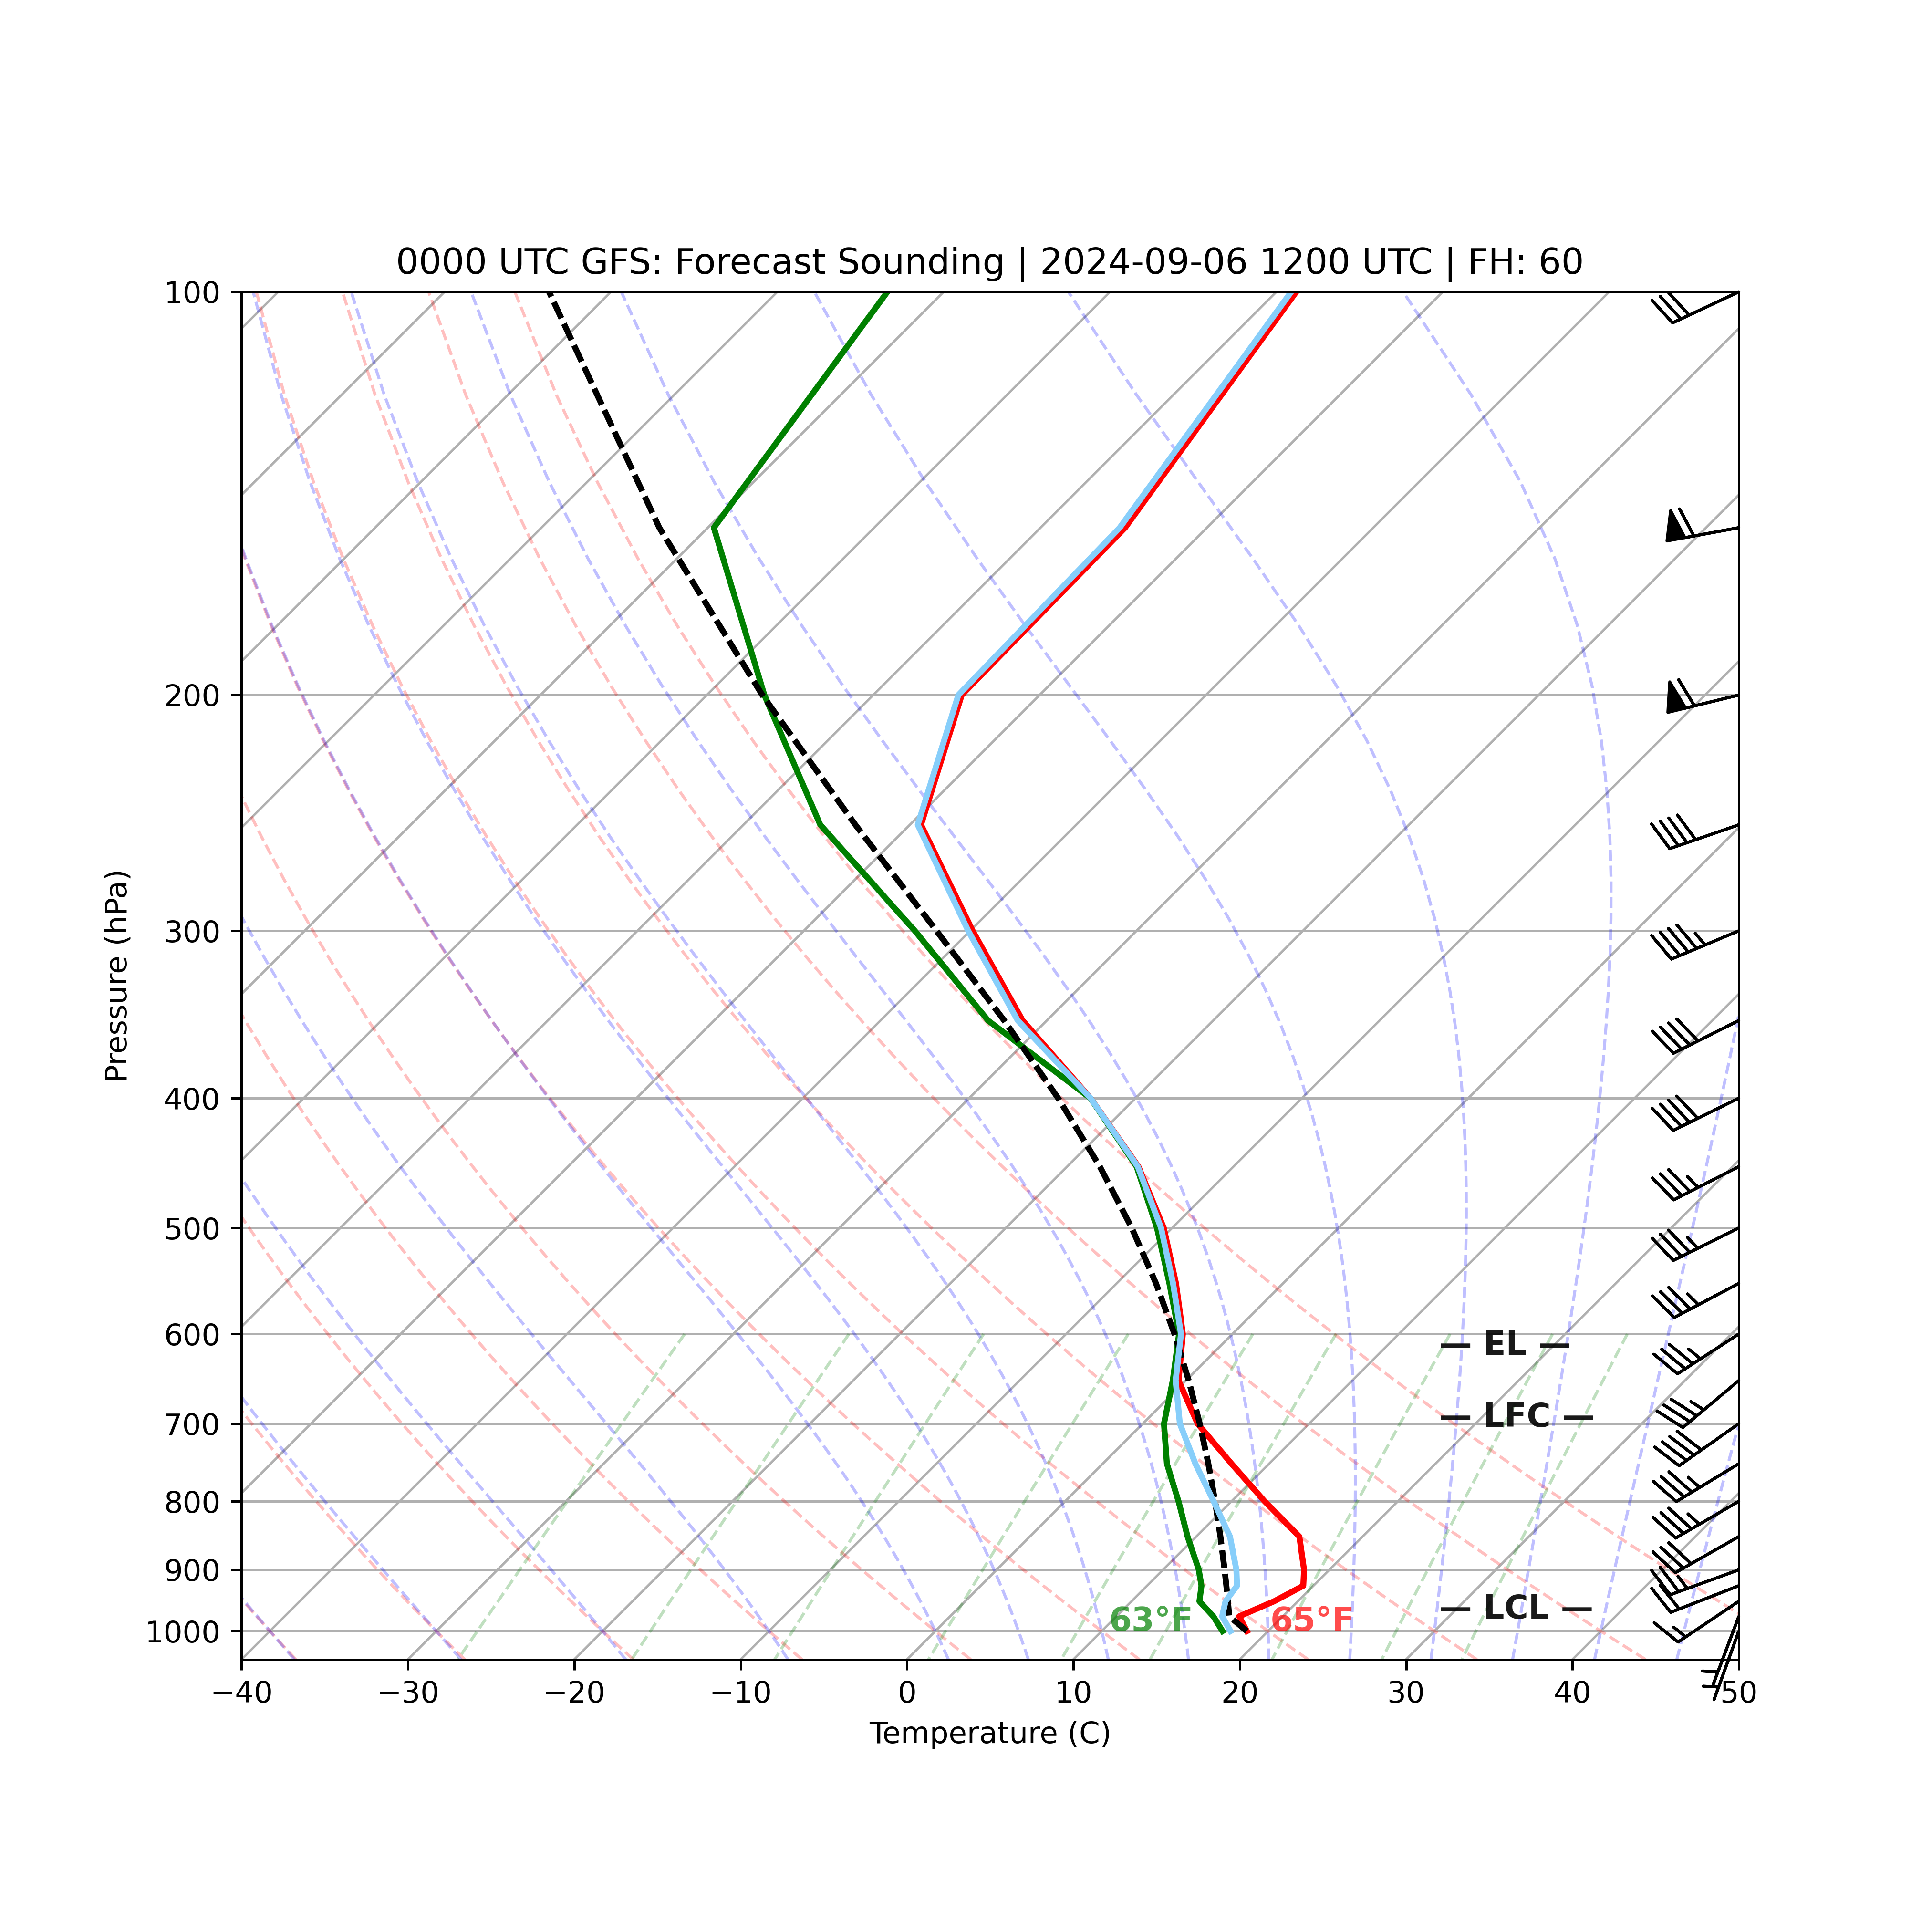 0000 UTC GFS: Forecast Sounding | 2024-09-06 1200 UTC | FH: 60
100
200
300
400
500
600
700
800
900
1000
Pressure (hPa)
— EL —
— LFC —
— LCL —
63°F
65°F
−40
−30
−20
−10
0
10
20
30
40
50
Temperature (C)